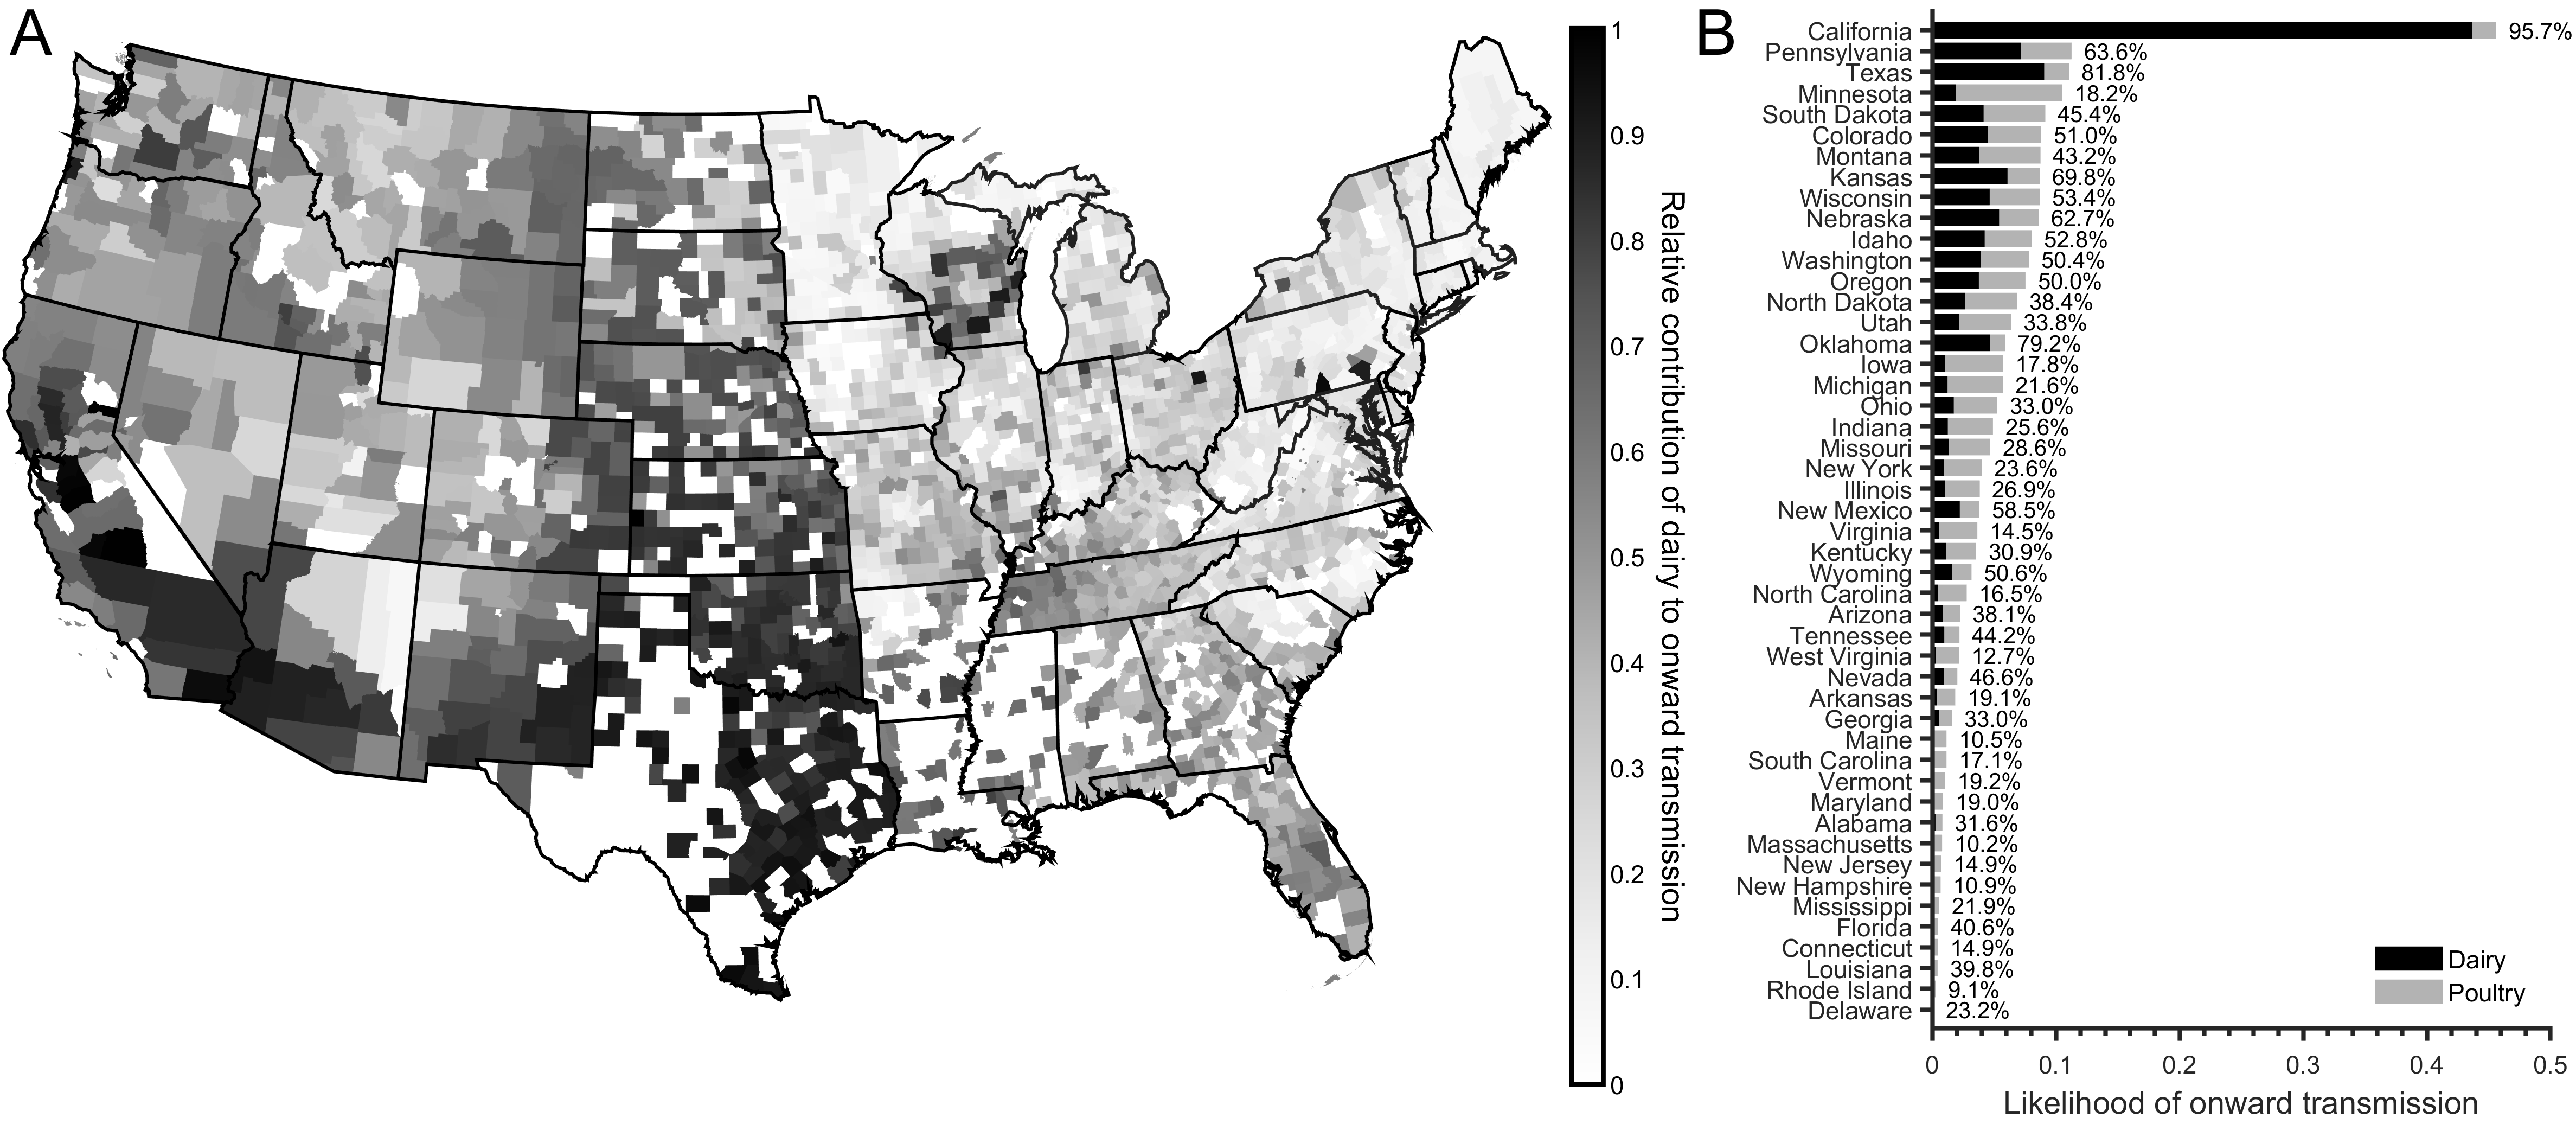 A
1
0.9
0.8
0.7
0.6
0.5
0.4
0.3
0.2
0.1
0
Relative contribution of dairy to onward transmission
B
California 95.7%
Pennsylvania 63.6%
Texas 81.8%
Minnesota 18.2%
South Dakota 45.4%
Colorado 51.0%
Montana 43.2%
Kansas 69.8%
Wisconsin 53.4%
Nebraska 62.7%
Idaho 52.8%
Washington 50.4%
Oregon 50.0%
North Dakota 38.4%
Utah 33.8%
Oklahoma 79.2%
Iowa 17.8%
Michigan 21.6%
Ohio 33.0%
Indiana 25.6%
Missouri 28.6%
New York 23.6%
Illinois 26.9%
New Mexico 58.5%
Virginia 14.5%
Kentucky 30.9%
Wyoming 50.6%
North Carolina 16.5%
Arizona 38.1%
Tennessee 44.2%
West Virginia 12.7%
Nevada 46.6%
Arkansas 19.1%
Georgia 33.0%
Maine 10.5%
South Carolina 17.1%
Vermont 19.2%
Maryland 19.0%
Alabama 31.6%
Massachusetts 10.2%
New Jersey 14.9%
New Hampshire 10.9%
Mississippi 21.9%
Florida 40.6%
Connecticut 14.9%
Louisiana 39.8%
Rhode Island 9.1%
Delaware 23.2%
Dairy
Poultry
0 0.1 0.2 0.3 0.4 0.5
Likelihood of onward transmission